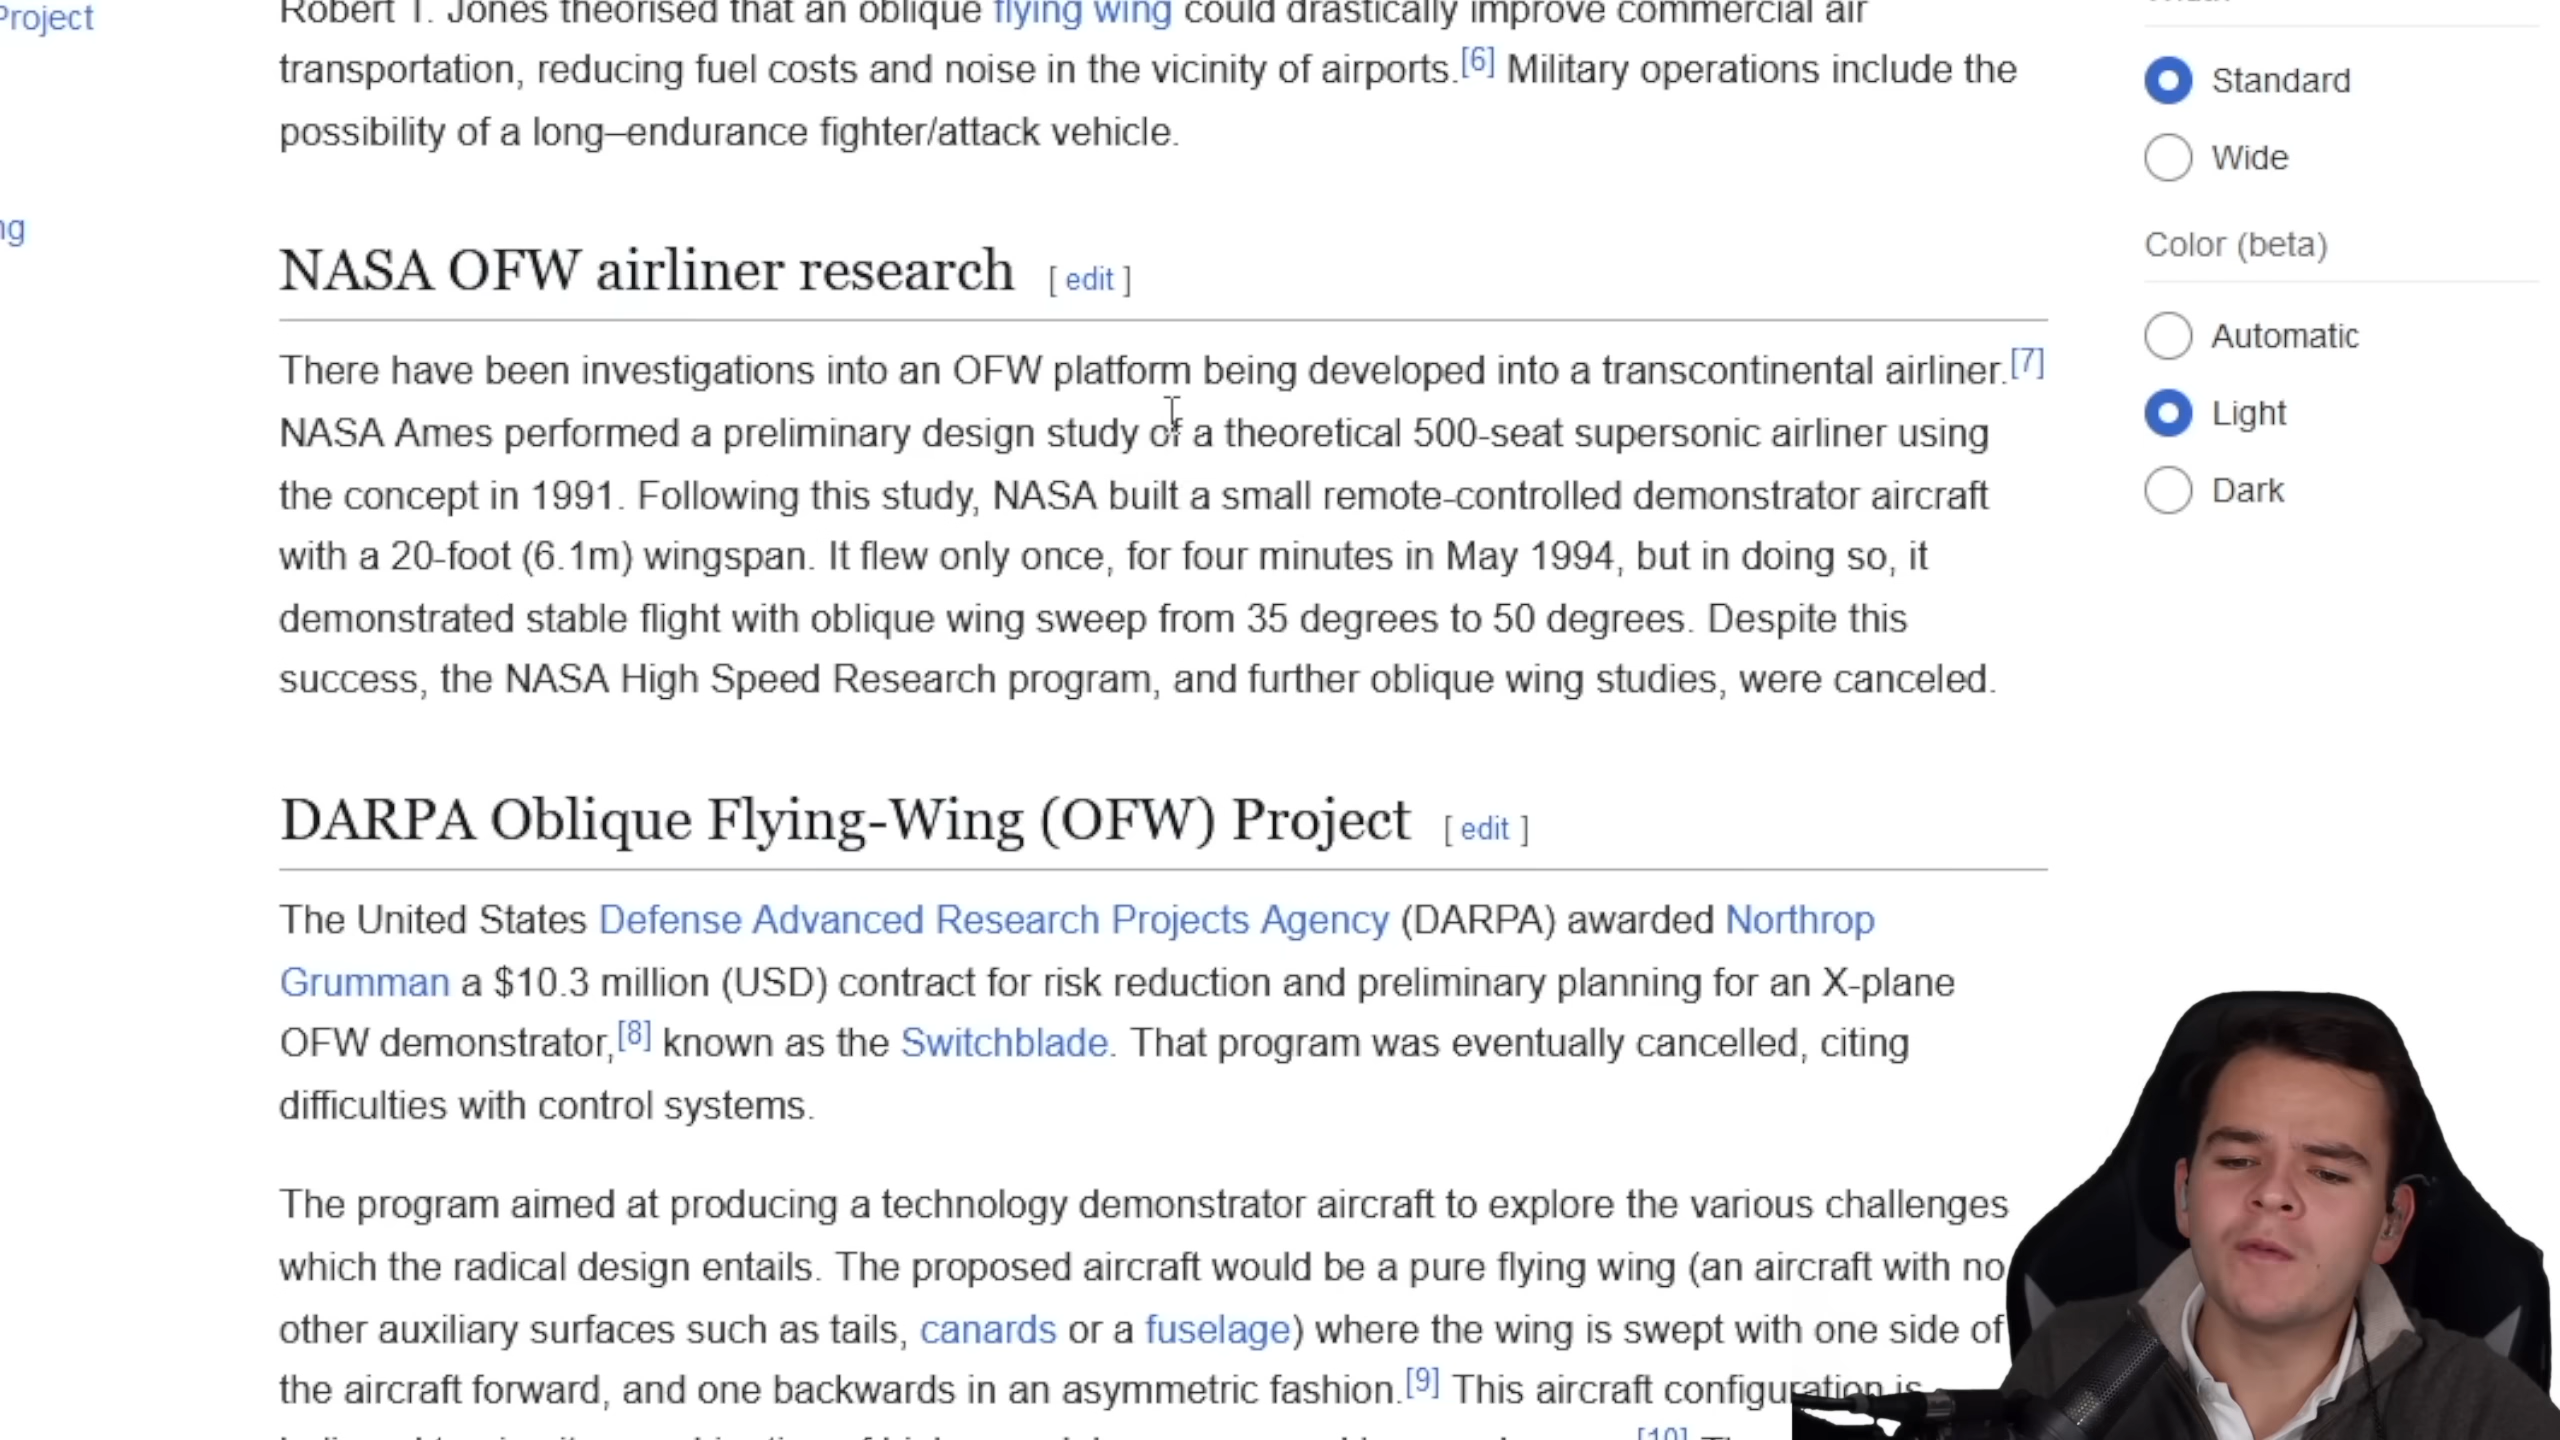 Project
Robert T. Jones theorised that an oblique flying wing could drastically improve commercial air
transportation, reducing fuel costs and noise in the vicinity of airports.[6] Military operations include the
possibility of a long–endurance fighter/attack vehicle.
ng
NASA OFW airliner research [ edit ]
There have been investigations into an OFW platform being developed into a transcontinental airliner.[7]
NASA Ames performed a preliminary design study of a theoretical 500-seat supersonic airliner using
the concept in 1991. Following this study, NASA built a small remote-controlled demonstrator aircraft
with a 20-foot (6.1m) wingspan. It flew only once, for four minutes in May 1994, but in doing so, it
demonstrated stable flight with oblique wing sweep from 35 degrees to 50 degrees. Despite this
success, the NASA High Speed Research program, and further oblique wing studies, were canceled.
DARPA Oblique Flying-Wing (OFW) Project [ edit ]
The United States Defense Advanced Research Projects Agency (DARPA) awarded Northrop
Grumman a $10.3 million (USD) contract for risk reduction and preliminary planning for an X-plane
OFW demonstrator,[8] known as the Switchblade. That program was eventually cancelled, citing
difficulties with control systems.
The program aimed at producing a technology demonstrator aircraft to explore the various challenges
which the radical design entails. The proposed aircraft would be a pure flying wing (an aircraft with no
other auxiliary surfaces such as tails, canards or a fuselage) where the wing is swept with one side of
the aircraft forward, and one backwards in an asymmetric fashion.[9] This aircraft configuration is
[10]
Standard
Wide
Color (beta)
Automatic
Light
Dark